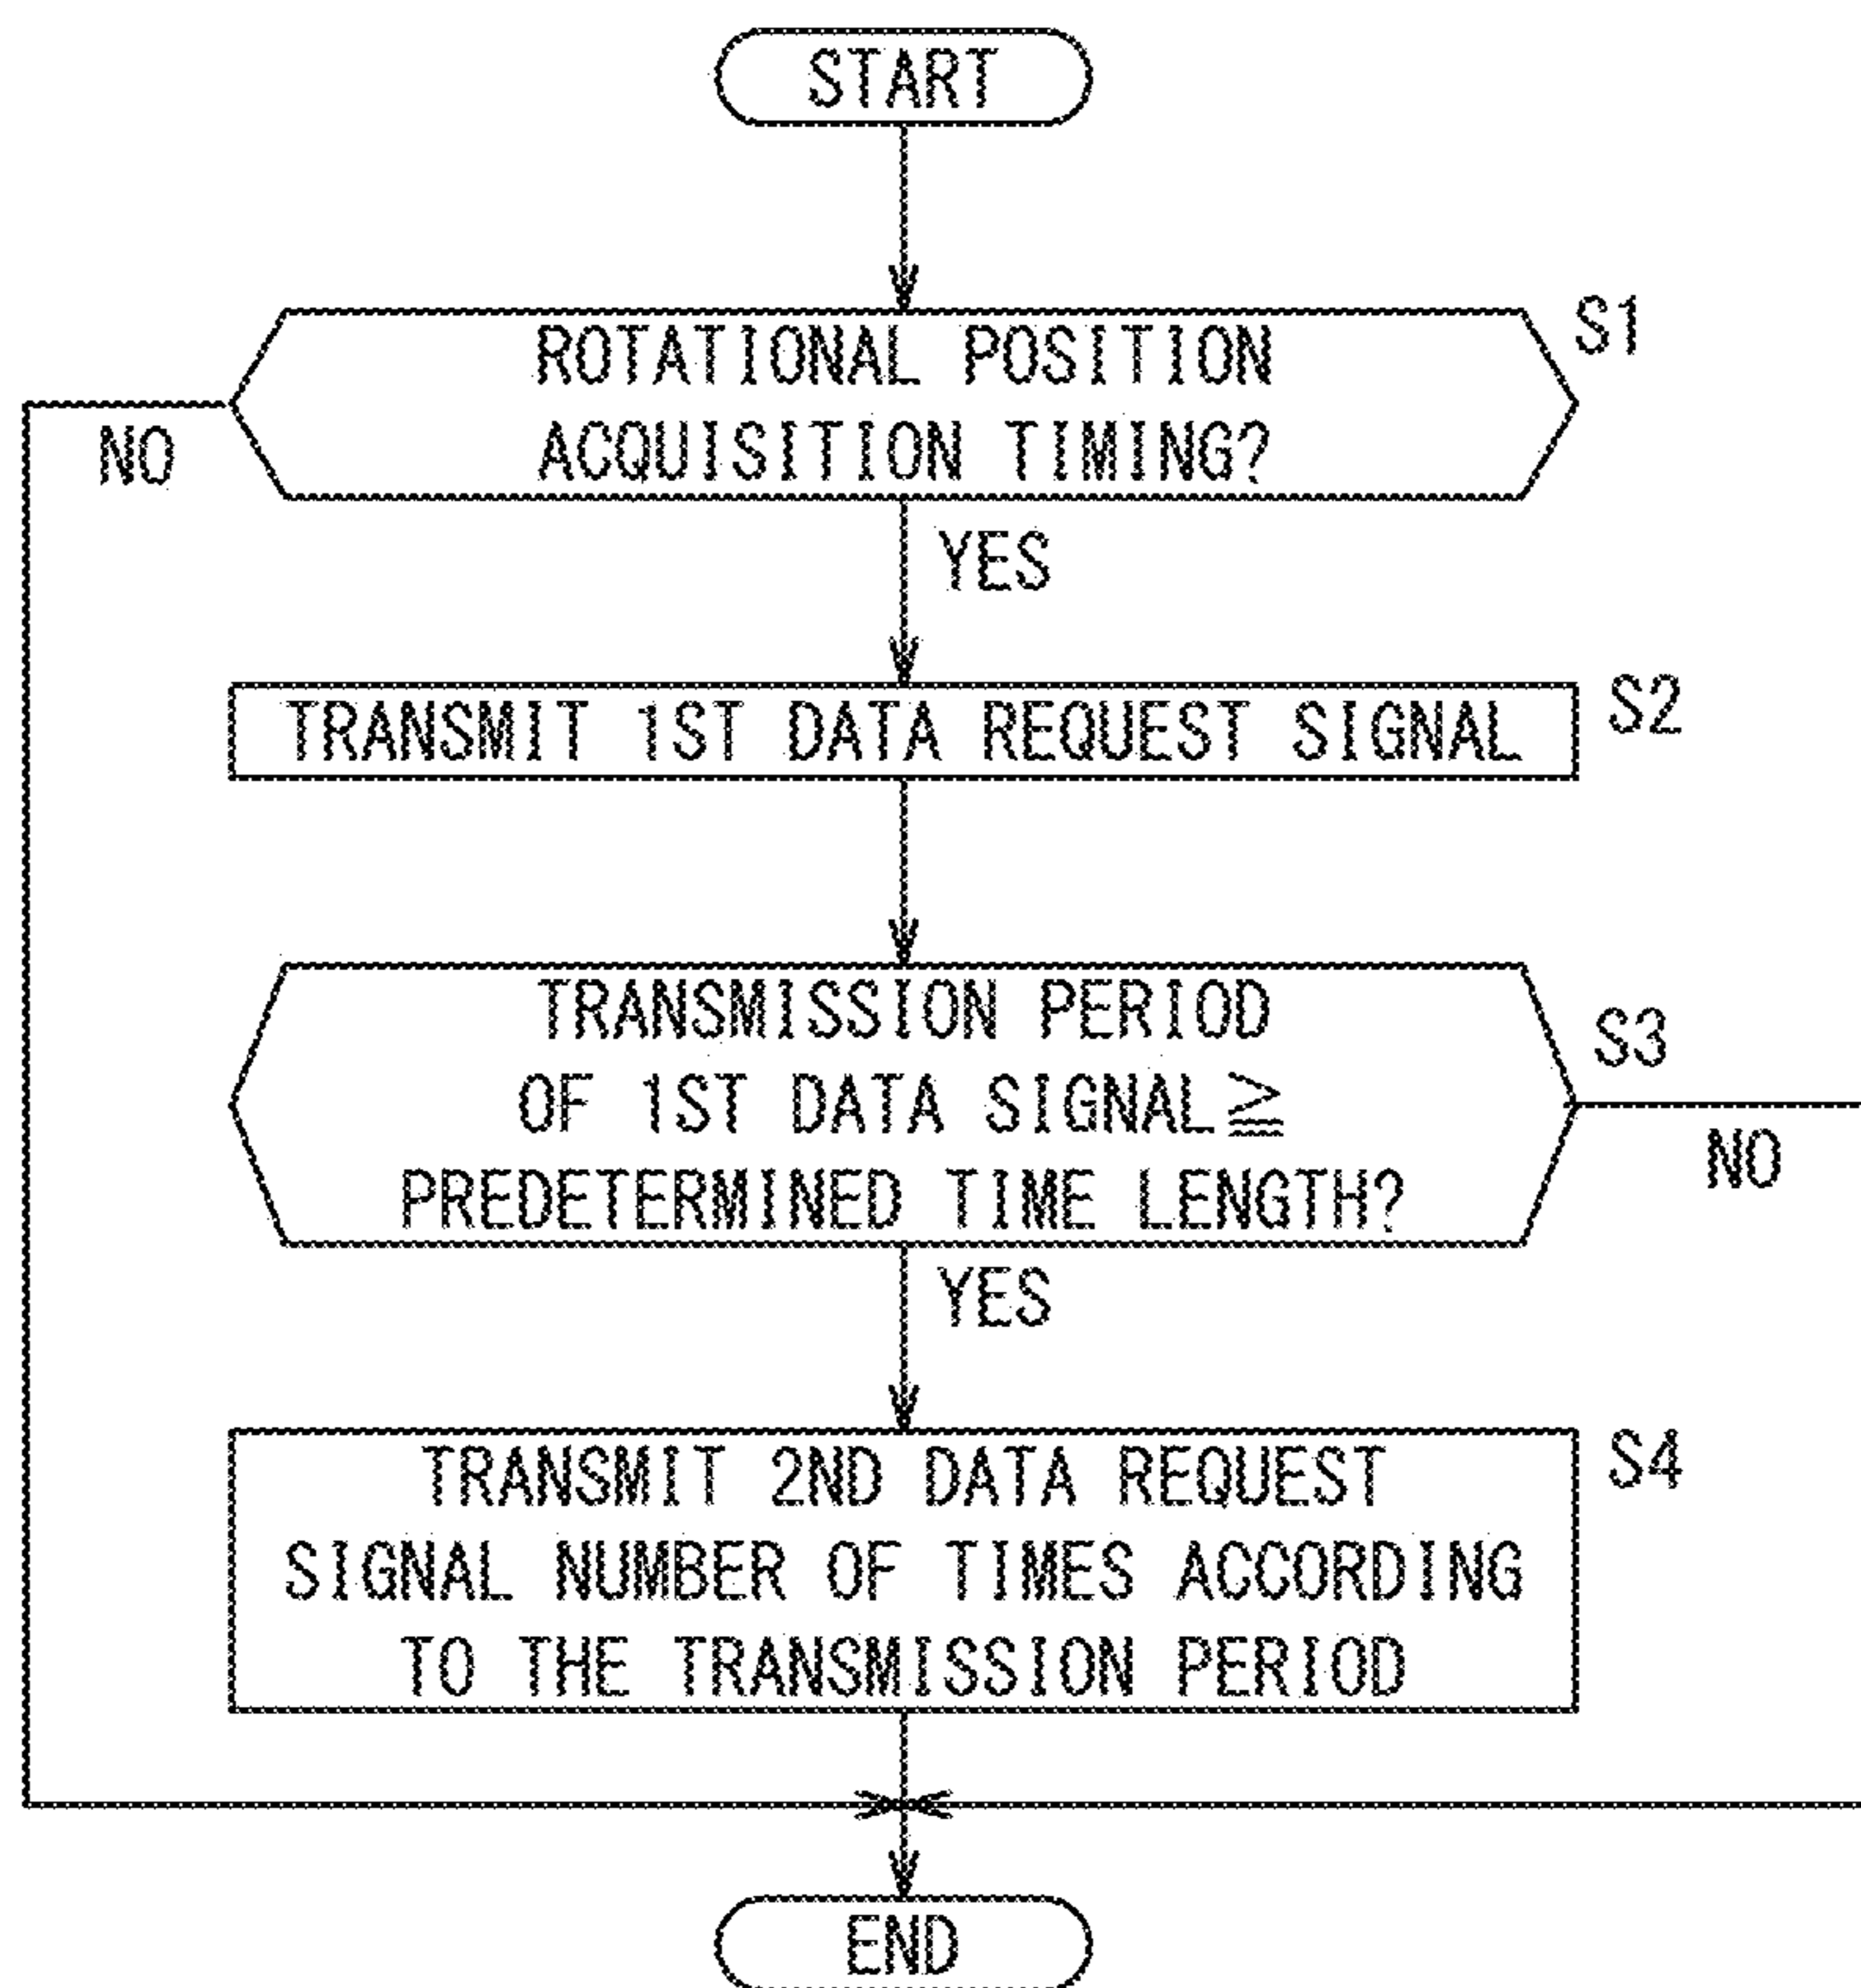 START
ROTATIONAL POSITION
ACQUISITION TIMING?
S1
NO
YES
TRANSMIT 1ST DATA REQUEST SIGNAL
S2
TRANSMISSION PERIOD
OF 1ST DATA SIGNAL≧
PREDETERMINED TIME LENGTH?
S3
NO
YES
TRANSMIT 2ND DATA REQUEST
SIGNAL NUMBER OF TIMES ACCORDING
TO THE TRANSMISSION PERIOD
S4
END